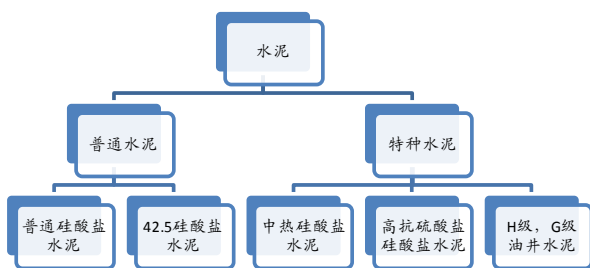 水泥
普通水泥
特种水泥
普通硅酸盐
水泥
42.5硅酸盐
水泥
中热硅酸盐
水泥
高抗硫酸盐
硅酸盐水泥
H级，G级
油井水泥